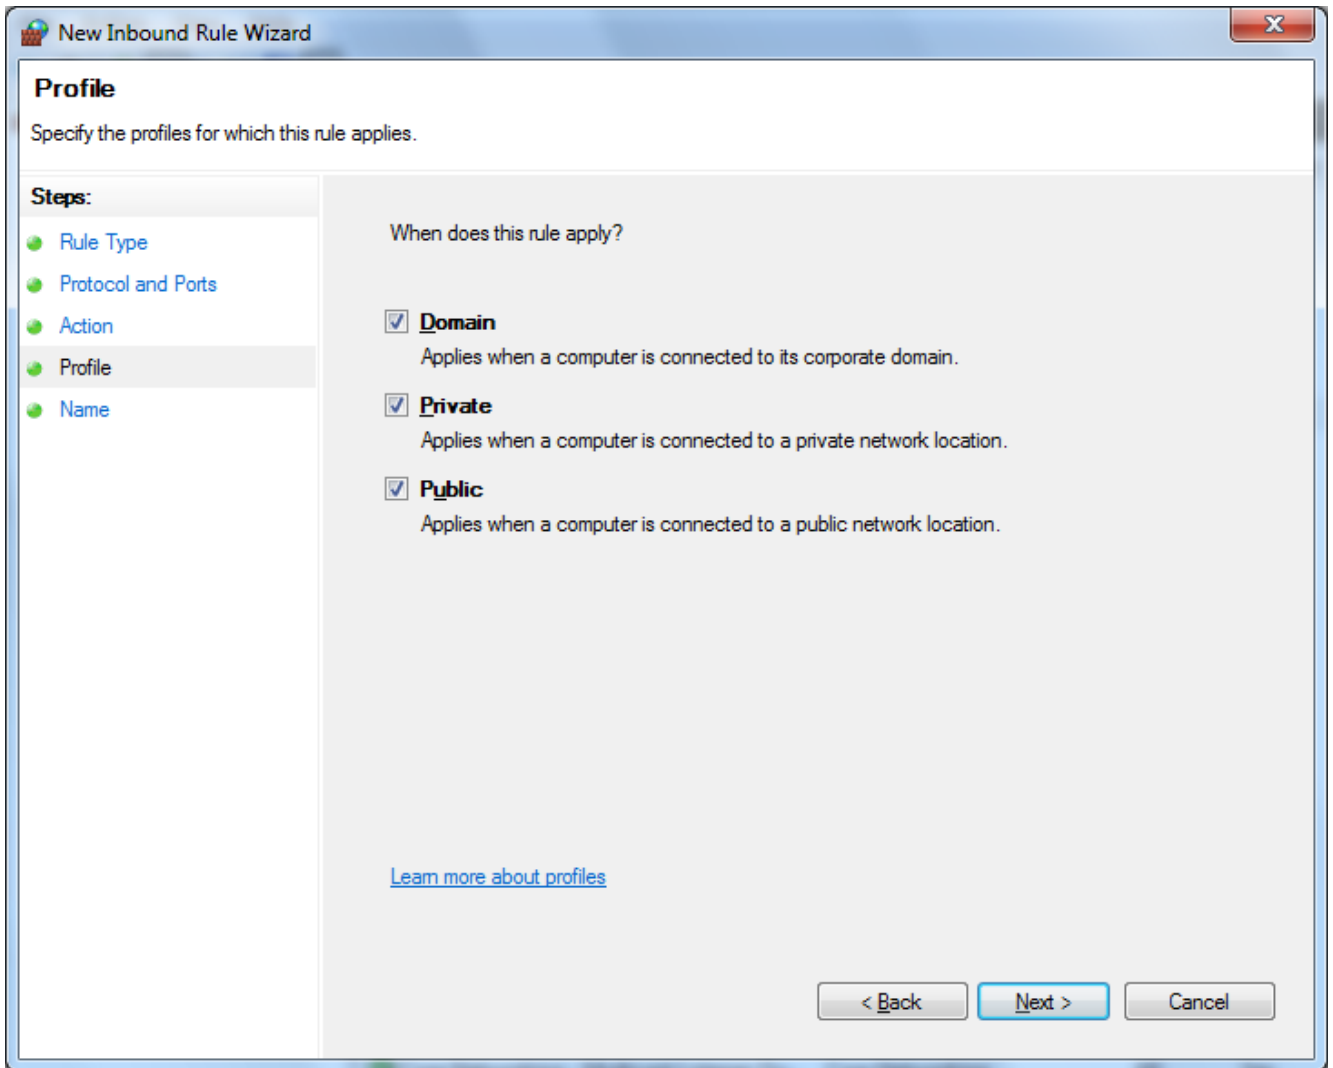 New Inbound Rule Wizard
Profile
Specify the profiles for which this rule applies.
Steps:
Rule Type
Protocol and Ports
Action
Profile
Name
When does this rule apply?
Domain
Applies when a computer is connected to its corporate domain.
Private
Applies when a computer is connected to a private network location.
Public
Applies when a computer is connected to a public network location.
Learn more about profiles
< Back
Next >
Cancel